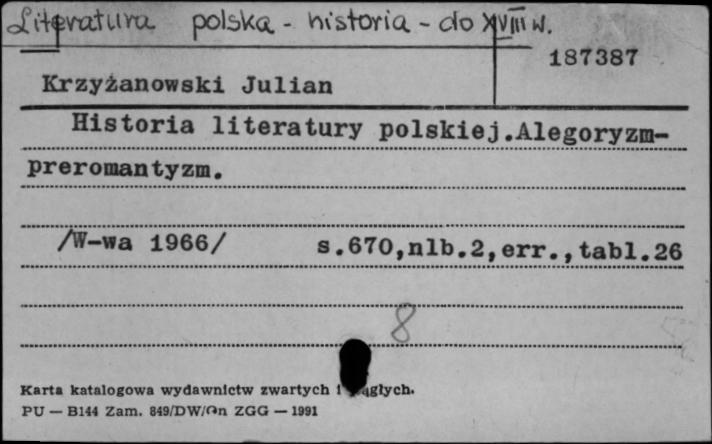 Literatura polska - historia - do XVIII w.
187387
Krzyżanowski Julian
Historia literatury polskiej.Alegoryzm-
preromantyzm.
/W-wa 1966/ s.670,nlb.2,err.,tabl.26
8
Karta katalogowa wydawnictw zwartych i
PU — B144 Zam. 849/DW/ ZGG — 1991